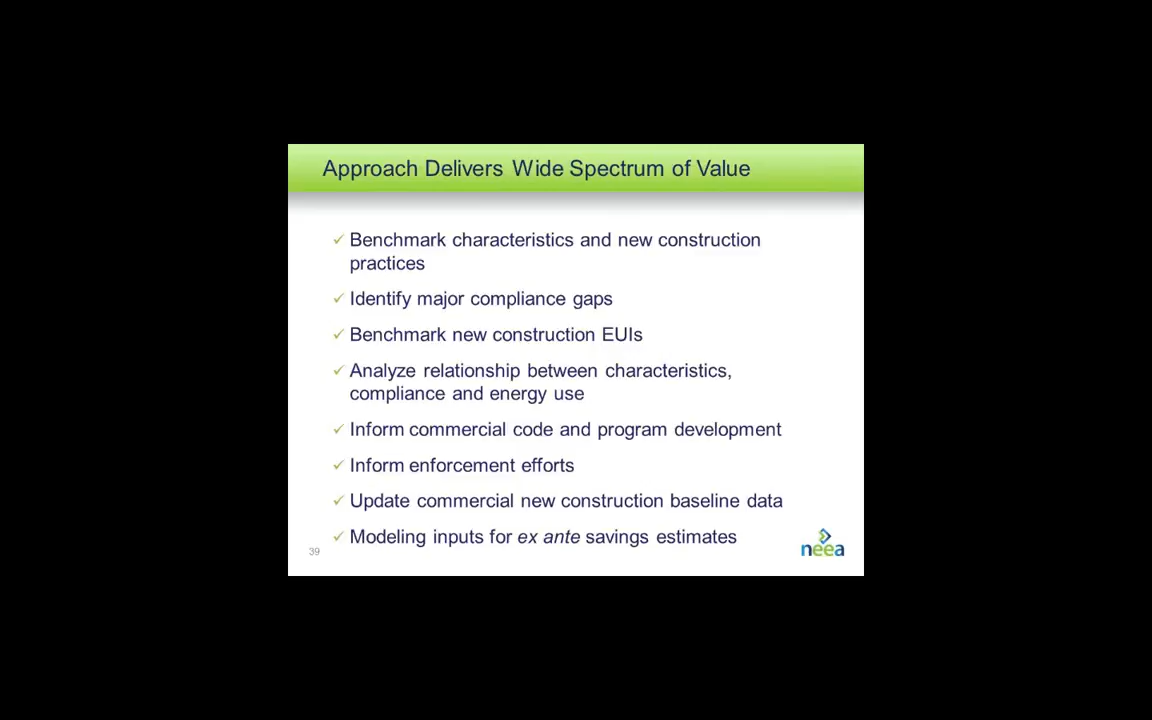 Approach Delivers Wide Spectrum of Value
✓ Benchmark characteristics and new construction
practices
✓ Identify major compliance gaps
✓ Benchmark new construction EUIs
✓ Analyze relationship between characteristics,
compliance and energy use
✓ Inform commercial code and program development
✓ Inform enforcement efforts
✓ Update commercial new construction baseline data
✓ Modeling inputs for ex ante savings estimates
39
neea